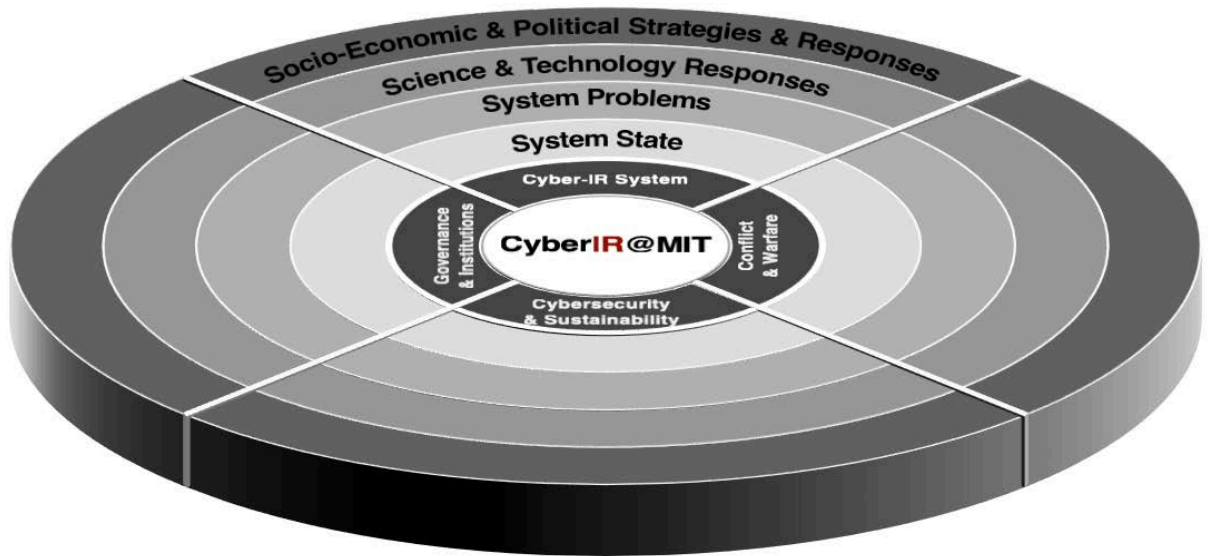 Socio-Economic & Political Strategies & Responses
Science & Technology Responses
System Problems
System State
Cyber-IR System
Governance
& Institutions
CyberIR@MIT
Conflict
& Warfare
Cybersecurity
& Sustainability